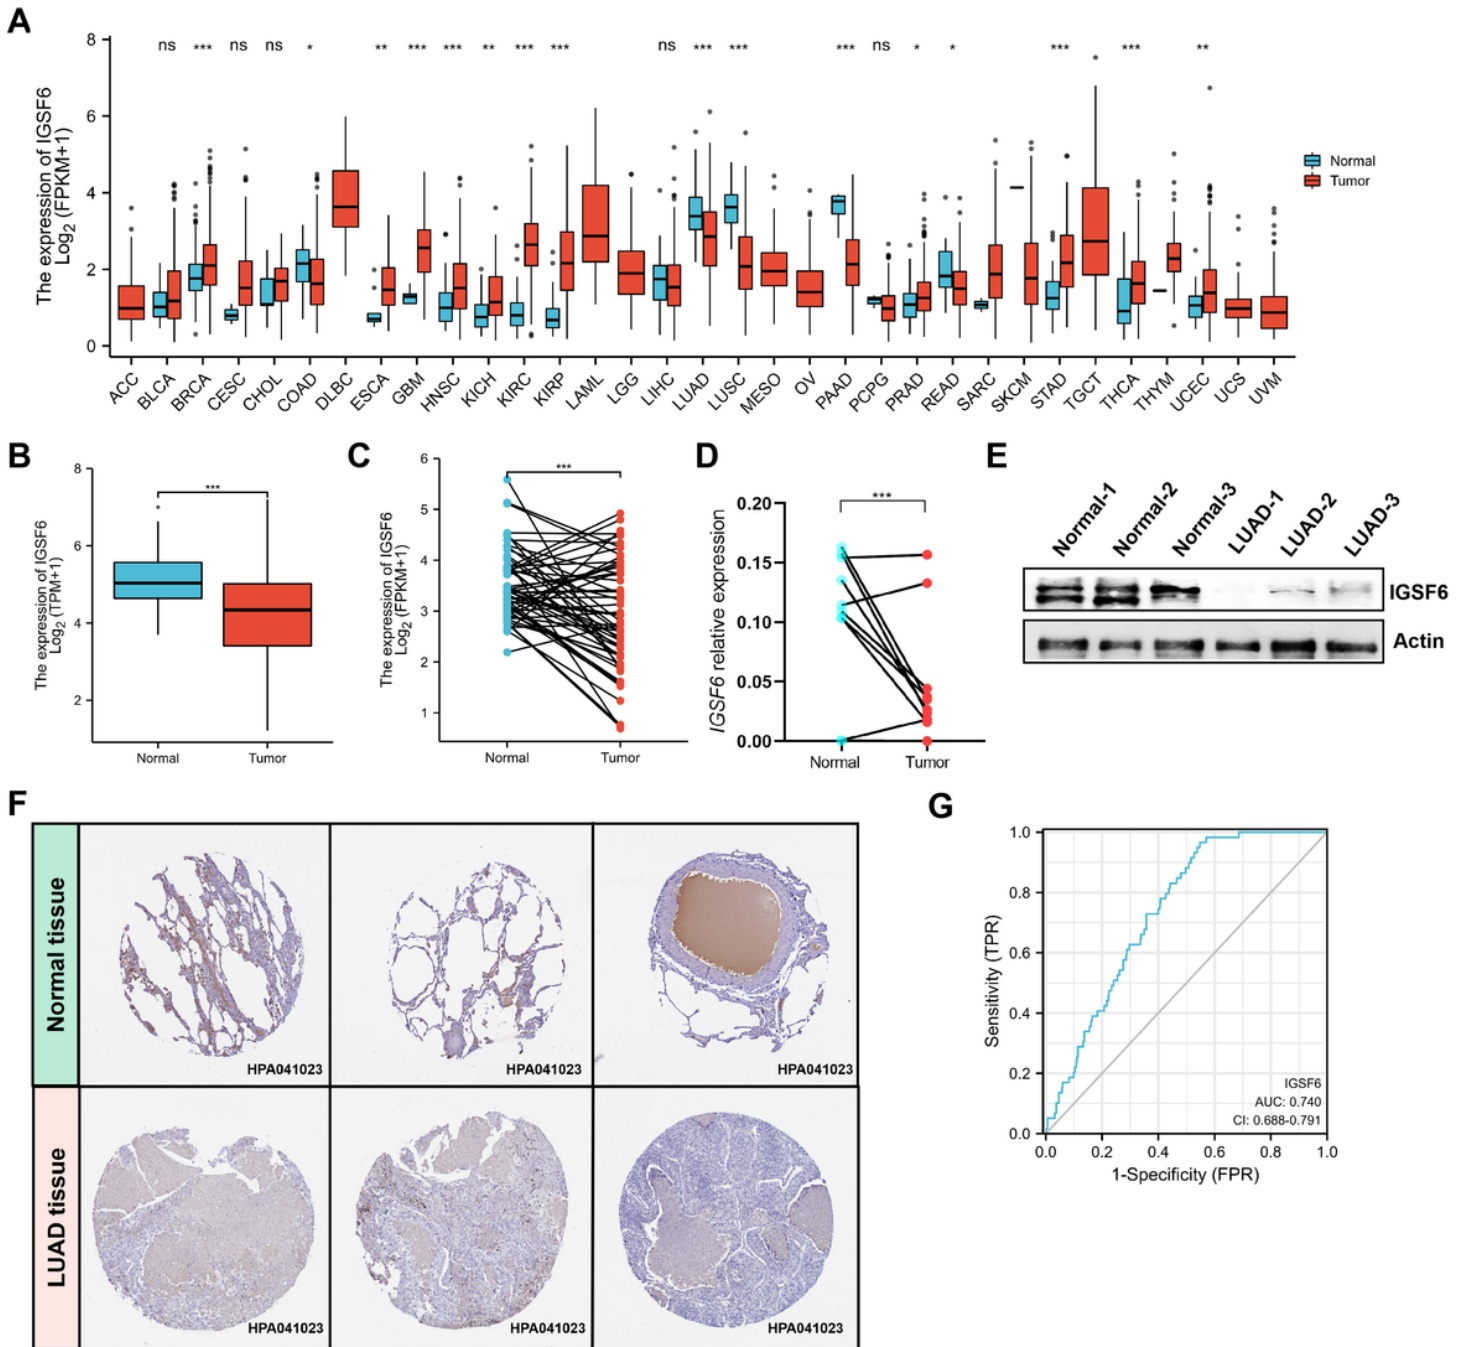 A
The expression of IGSF6
Log2 (FPKM+1)
8
6
4
2
0
ns *** ns ns * ** *** *** ** *** *** ns *** *** *** ns * * *** *** **
Normal
Tumor
ACC BLCA BRCA CESC CHOL COAD DLBC ESCA GBM HNSC KICH KIRC KIRP LAML LGG LIHC LUAD LUSC MESO OV PAAD PCPG PRAD READ SARC SKCM STAD TGCT THCA THYM UCEC UCS UVM
B
The expression of IGSF6
Log2 (TPM+1)
8
6
4
2
***
Normal Tumor
C
The expression of IGSF6
Log2 (FPKM+1)
6
5
4
3
2
1
***
Normal Tumor
D
IGSF6 relative expression
0.20
0.15
0.10
0.05
0.00
***
Normal Tumor
E
Normal-1 Normal-2 Normal-3 LUAD-1 LUAD-2 LUAD-3
IGSF6
Actin
F
Normal tissue
HPA041023 HPA041023 HPA041023
LUAD tissue
HPA041023 HPA041023 HPA041023
G
Sensitivity (TPR)
1.0
0.8
0.6
0.4
0.2
0.0
IGSF6
AUC: 0.740
CI: 0.688-0.791
0.0 0.2 0.4 0.6 0.8 1.0
1-Specificity (FPR)